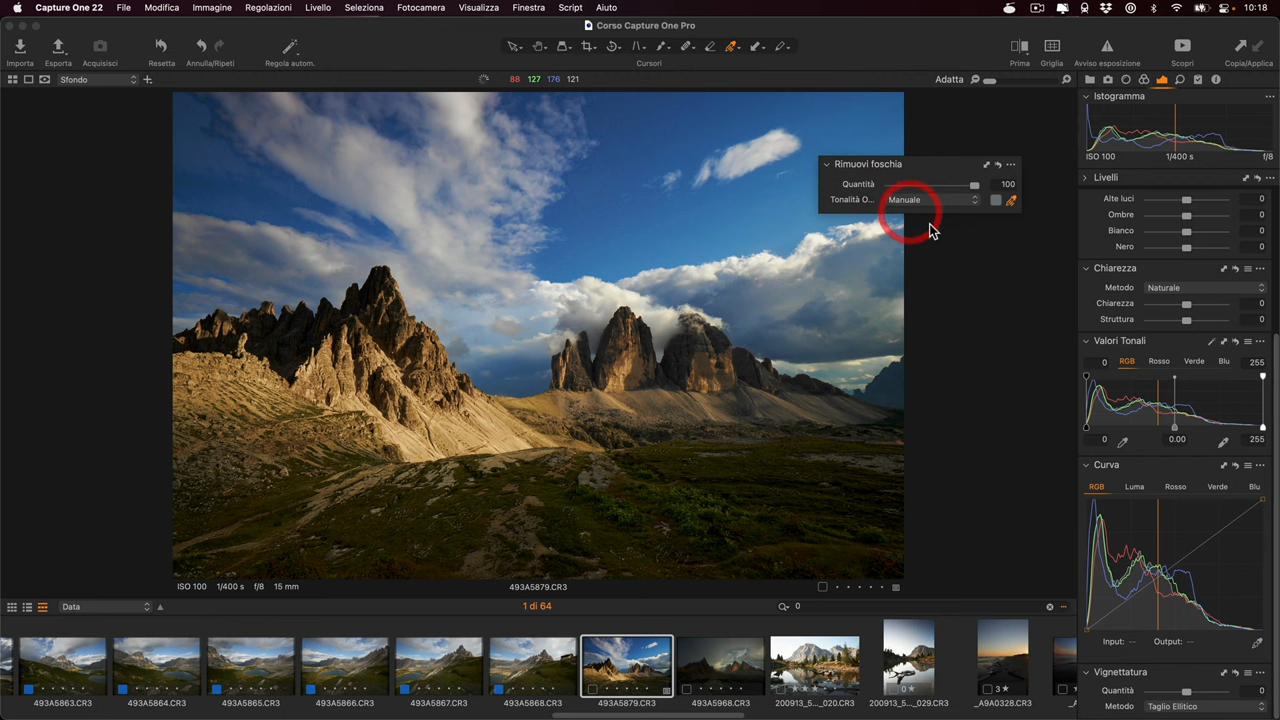 Capture One 22 File Modifica Immagine Regolazioni Livello Seleziona Fotocamera Visualizza Finestra Script Aiuto 10:18
Corso Capture One Pro
Importa Esporta Acquisisci Resetta Annulla/Ripeti Regola autom. Cursori Prima Griglia Avviso esposizione Scopri Copia/Applica
Sfondo 88 127 176 121 Adatta
Istogramma
ISO 100 1/400 s f/8
Livelli
Alte luci 0
Ombre 0
Bianco 0
Nero 0
Rimuovi foschia
Quantità 100
Tonalità O... Manuale
Chiarezza
Metodo Naturale
Chiarezza 0
Struttura 0
Valori Tonali
0 RGB Rosso Verde Blu 255
0 0.00 255
Curva
RGB Luma Rosso Verde Blu
Input: -- Output: --
Vignettatura
Quantità 0
Metodo Taglio Ellittico
ISO 100 1/400 s f/8 15 mm 493A5879.CR3
Data 1 di 64 0
0★ 3★
493A5863.CR3 493A5864.CR3 493A5865.CR3 493A5866.CR3 493A5867.CR3 493A5868.CR3 493A5879.CR3 493A5968.CR3 200913_5..._020.CR3 200913_5..._029.CR3 _A9A0328.CR3 _A